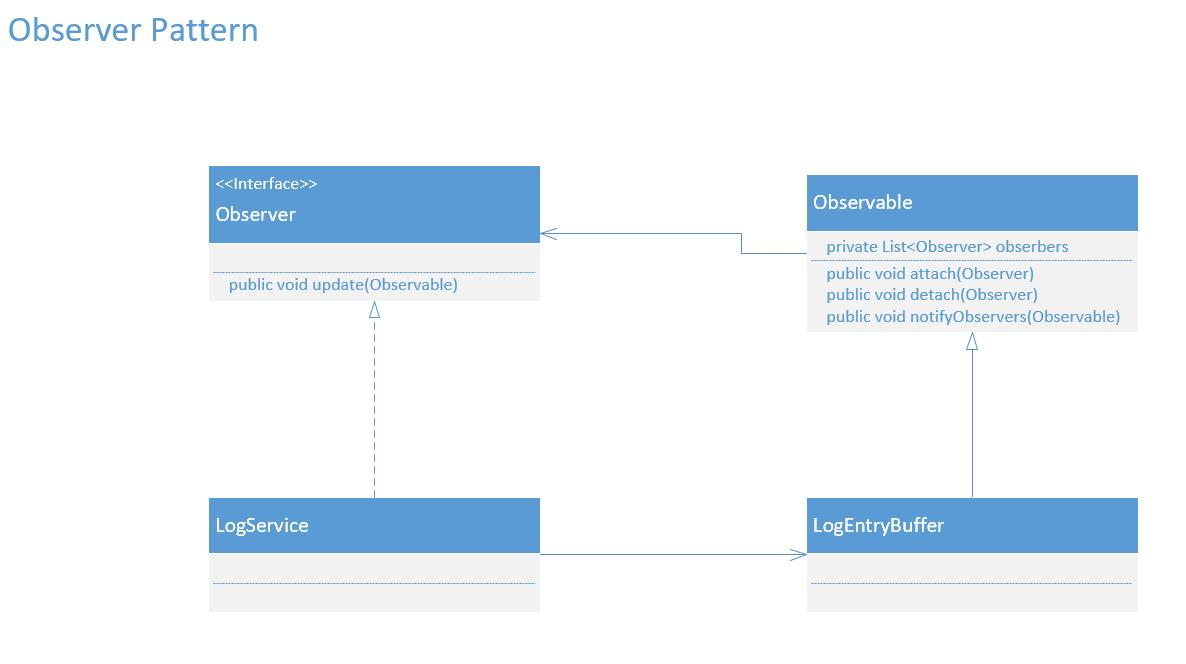 Observer Pattern
<<Interface>>
Observer
public void update(Observable)
Observable
private List<Observer> obserbers
public void attach(Observer)
public void detach(Observer)
public void notifyObservers(Observable)
LogService
LogEntryBuffer